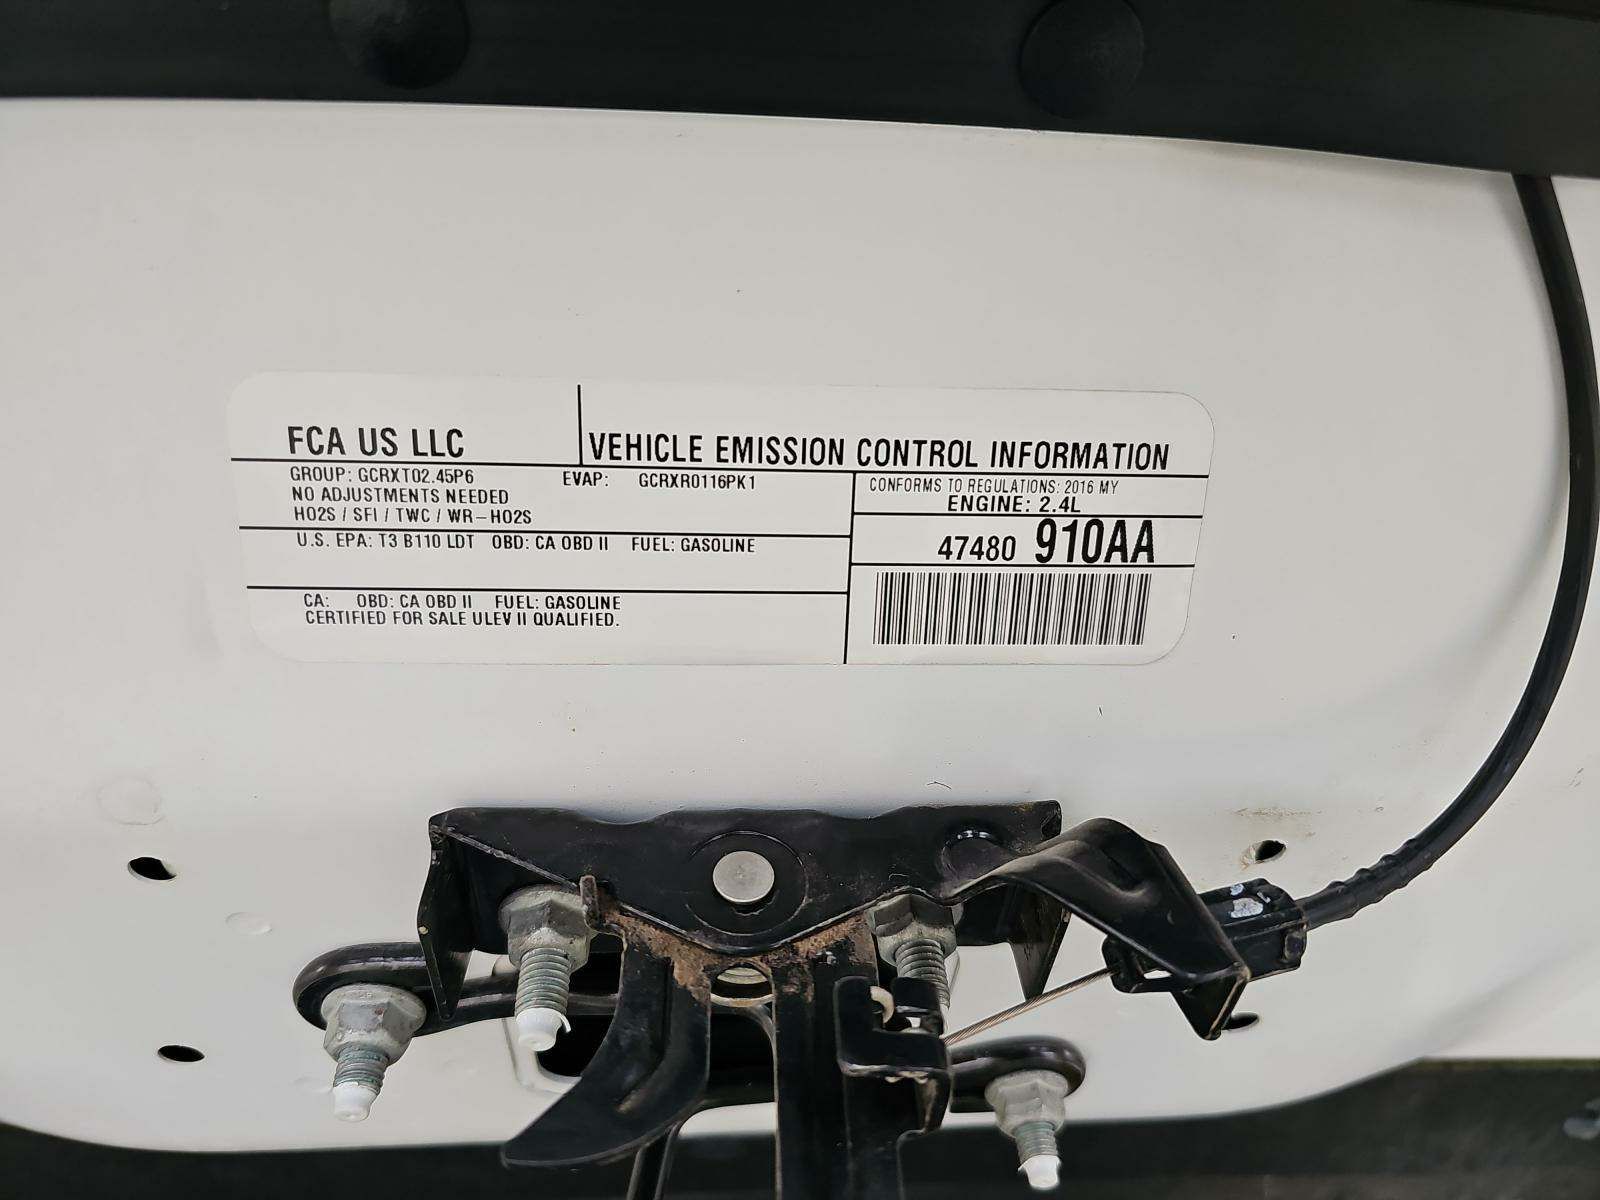 FCA US LLC
VEHICLE EMISSION CONTROL INFORMATION
GROUP: GCRXT02.45P6 EVAP: GCRXR0116PK1
NO ADJUSTMENTS NEEDED
HO2S / SFI / TWC / WR-HO2S
CONFORMS TO REGULATIONS: 2016 MY
ENGINE: 2.4L
U.S. EPA: T3 B110 LDT OBD: CA OBD II FUEL: GASOLINE
47480 910AA
CA: OBD: CA OBD II FUEL: GASOLINE
CERTIFIED FOR SALE ULEV II QUALIFIED.